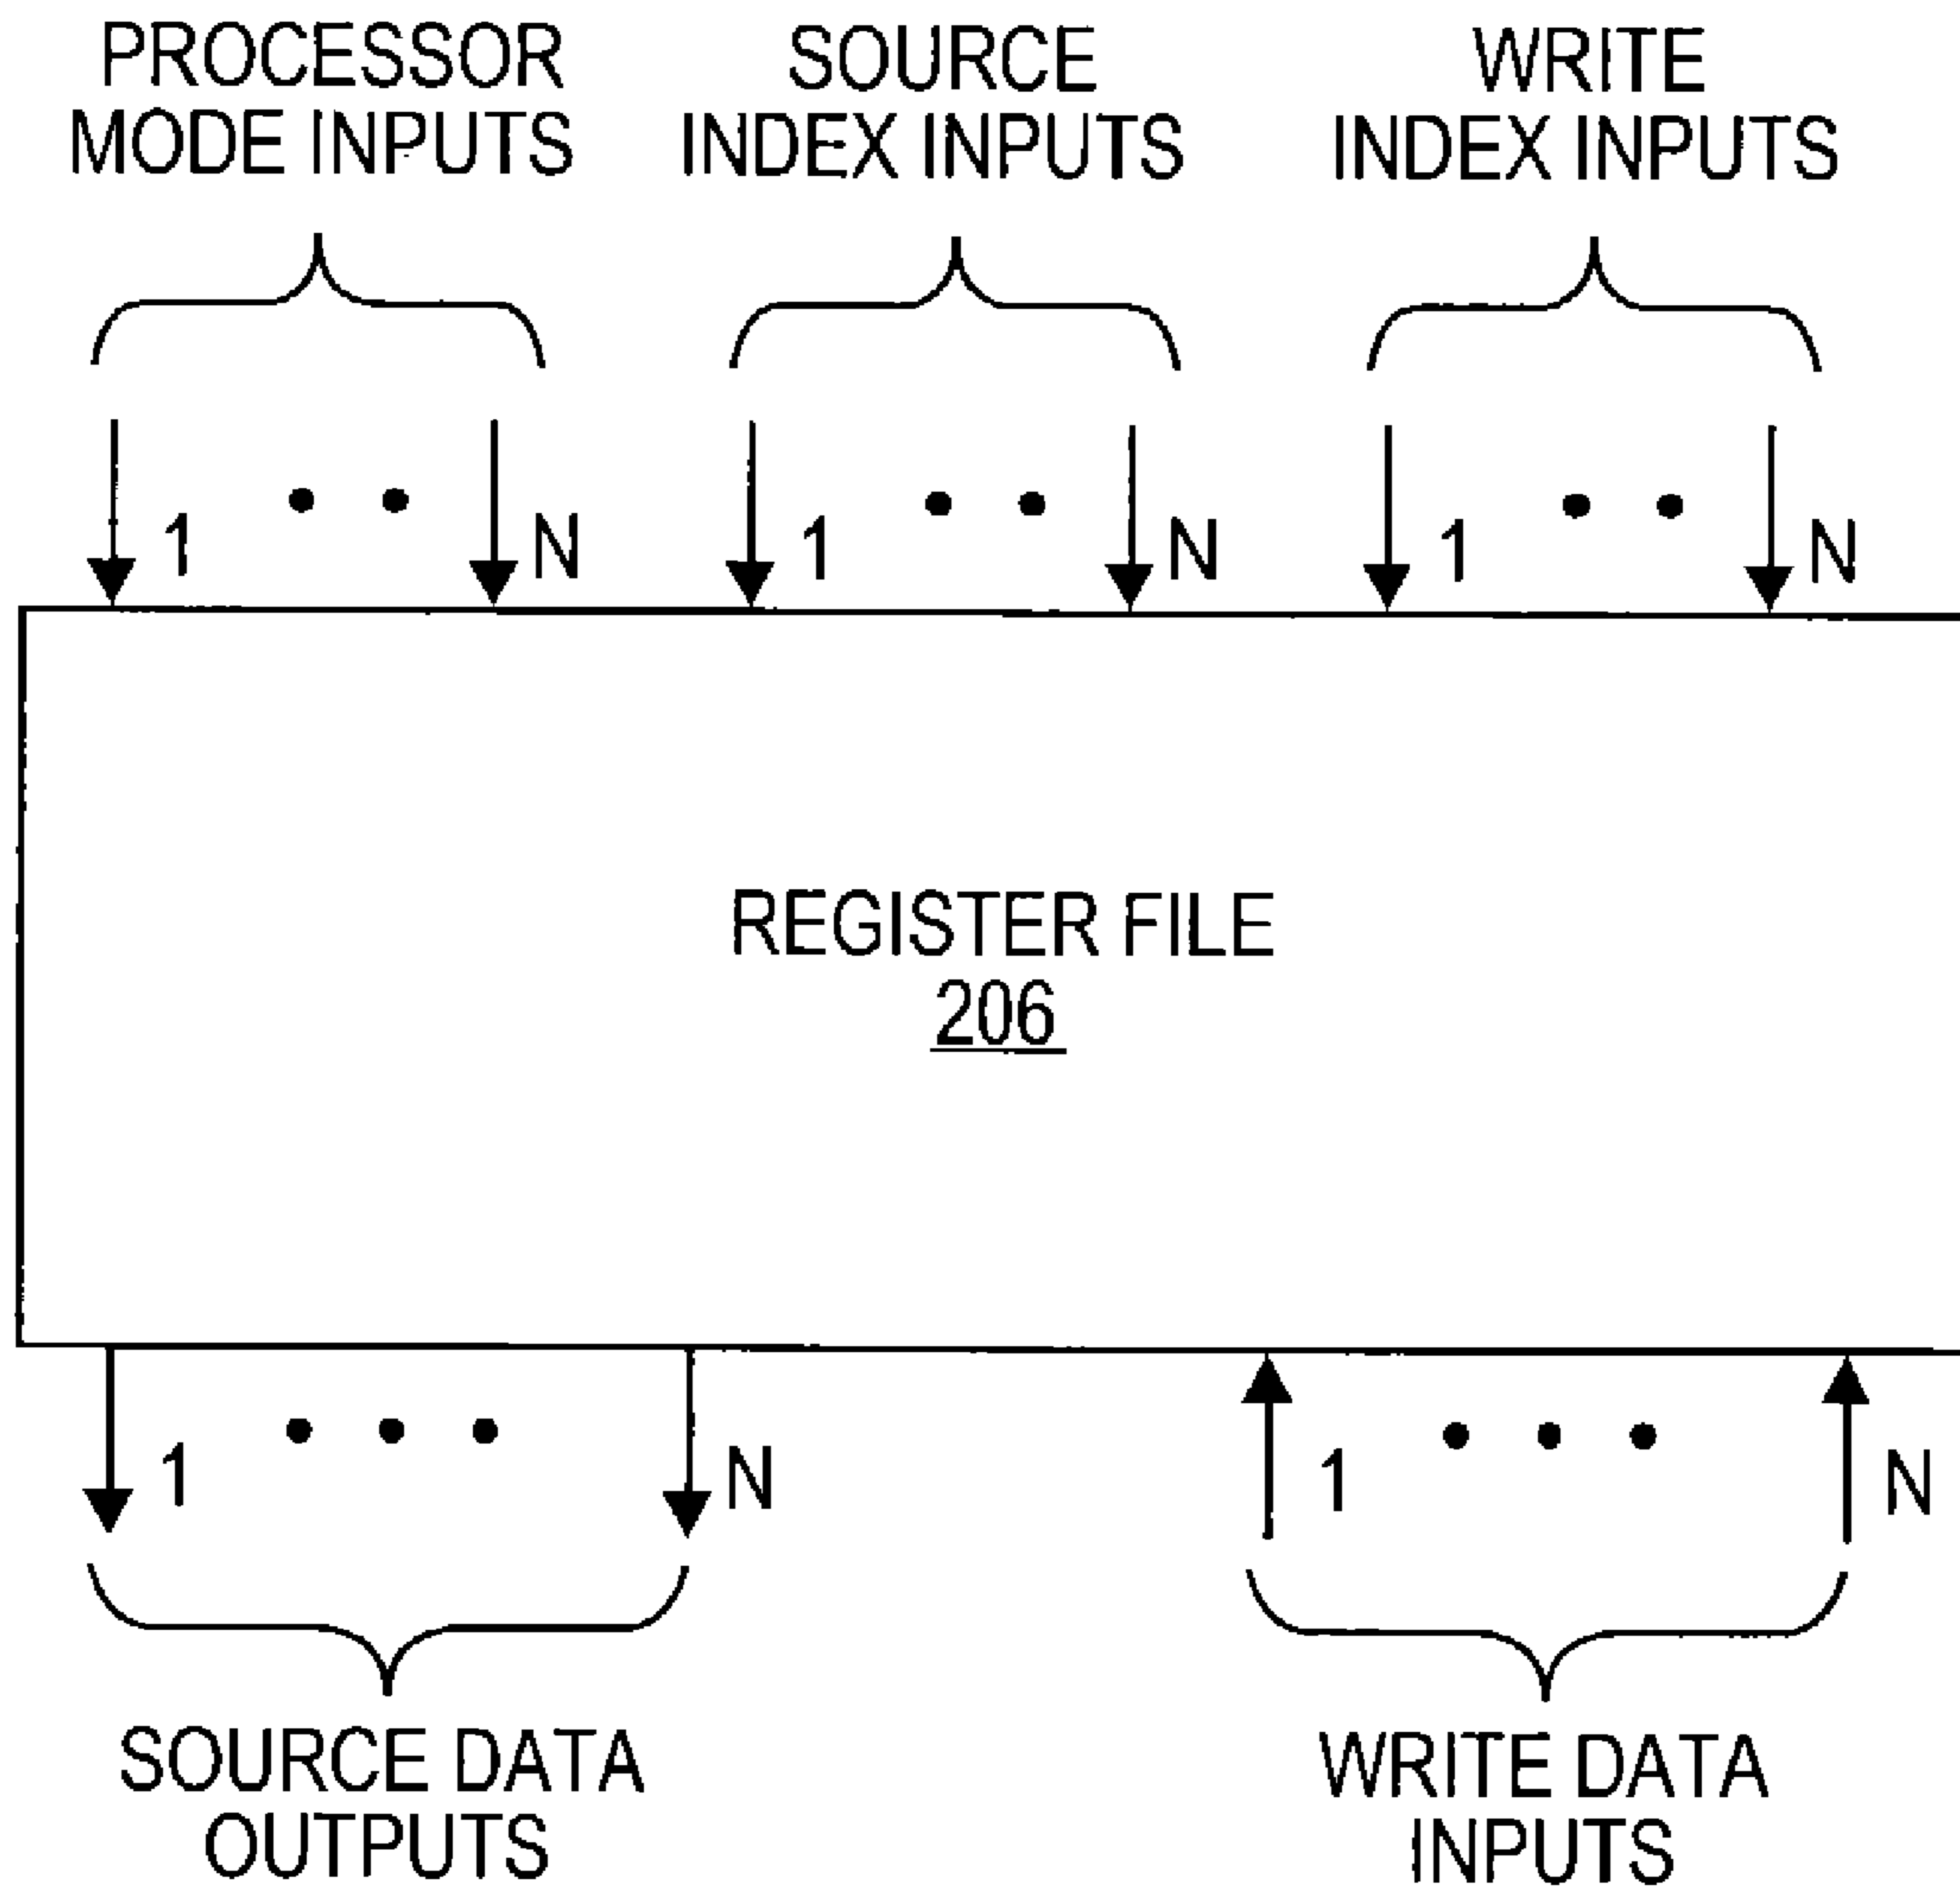 PROCESSOR
MODE INPUTS
SOURCE
INDEX INPUTS
WRITE
INDEX INPUTS
1
N
1
N
1
N
REGISTER FILE
206
1
N
1
N
SOURCE DATA
OUTPUTS
WRITE DATA
INPUTS